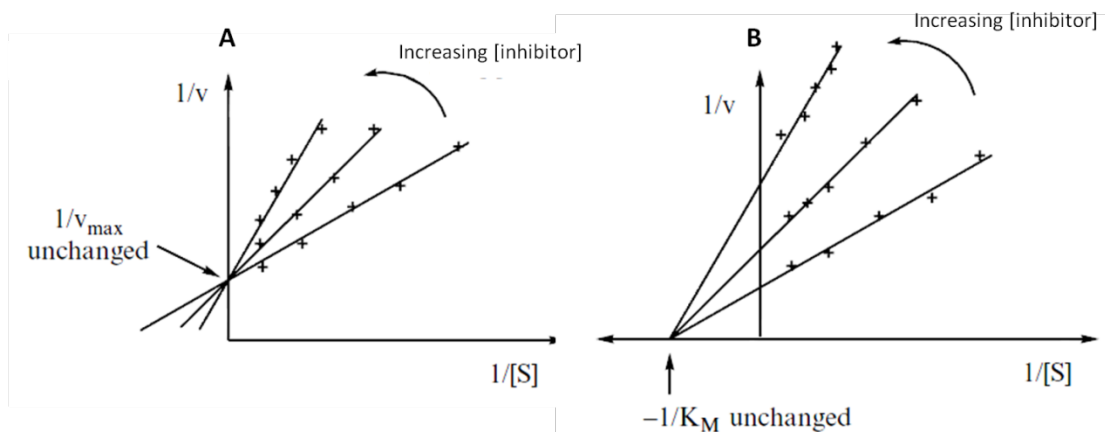 A
Increasing [inhibitor]
1/v
1/vmax
unchanged
1/[S]
B
Increasing [inhibitor]
1/v
1/[S]
−1/KM unchanged